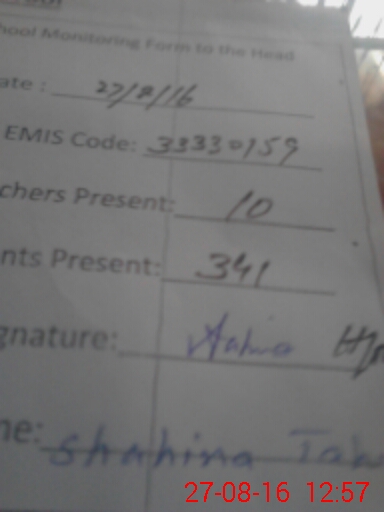 hool Monitoring Form to the Head
ate : 27/8/16
EMIS Code: 33330159
chers Present: 10
nts Present: 341
gnature:
ne: Shahina Tah
27-08-16 12:57